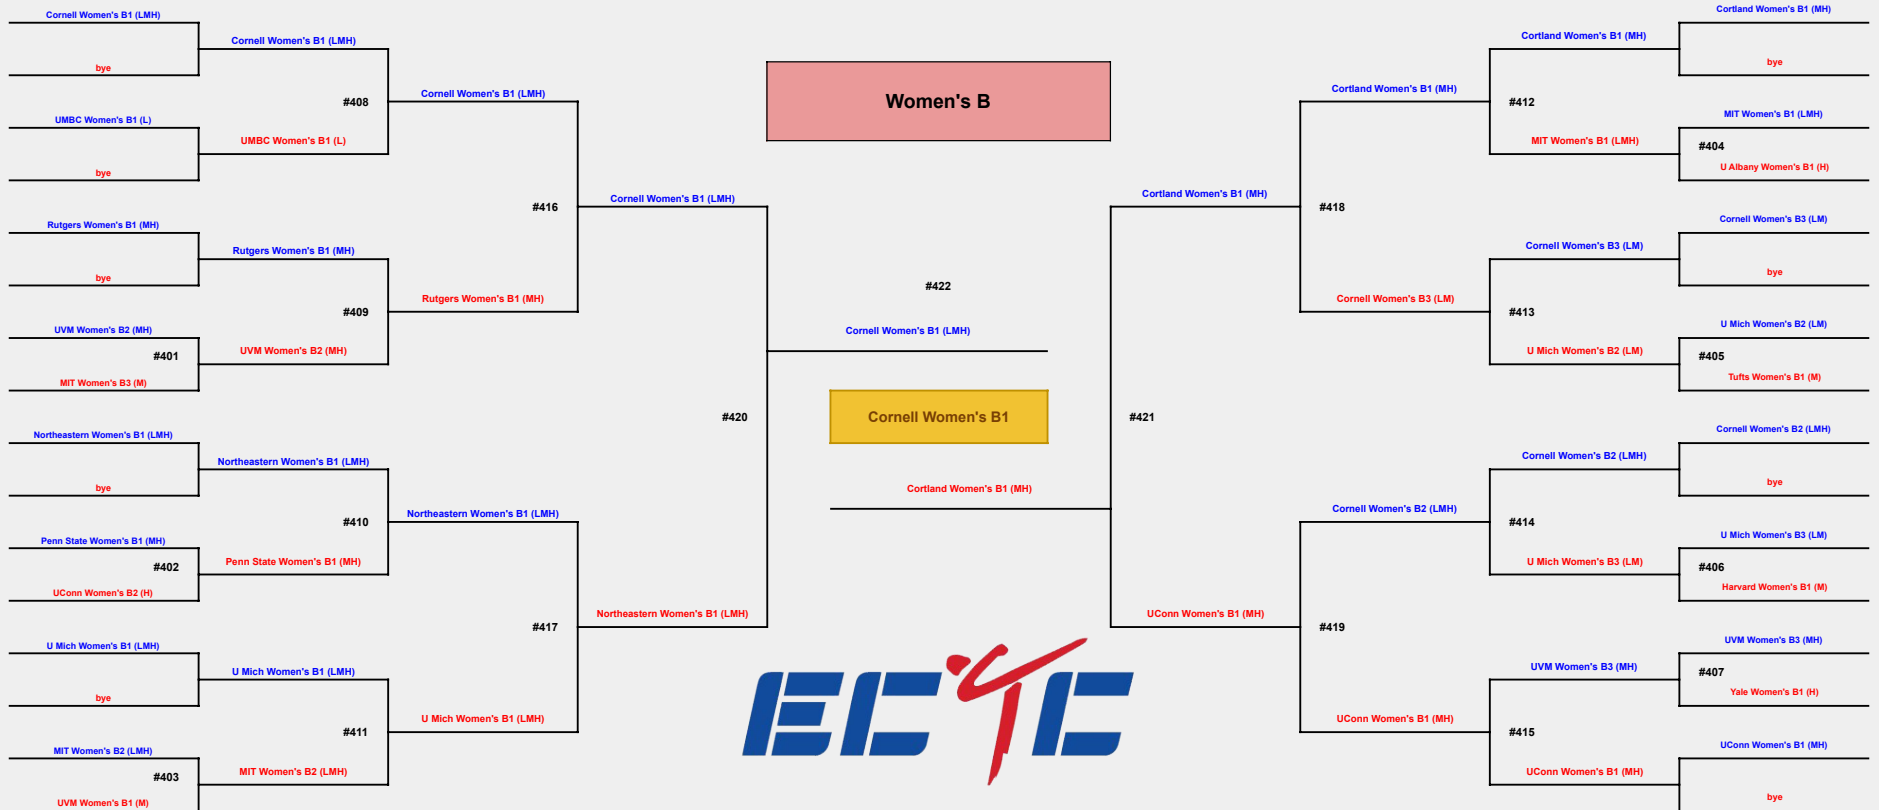 Cornell Women's B1 (LMH)
bye
UMBC Women's B1 (L)
bye
Rutgers Women's B1 (MH)
bye
UVM Women's B2 (MH)
#401
MIT Women's B3 (M)
Northeastern Women's B1 (LMH)
bye
Penn State Women's B1 (MH)
#402
UConn Women's B2 (H)
U Mich Women's B1 (LMH)
bye
MIT Women's B2 (LMH)
#403
UVM Women's B1 (M)
Cornell Women's B1 (LMH)
#408
UMBC Women's B1 (L)
Rutgers Women's B1 (MH)
#409
UVM Women's B2 (MH)
Northeastern Women's B1 (LMH)
#410
Penn State Women's B1 (MH)
U Mich Women's B1 (LMH)
#411
MIT Women's B2 (LMH)
Cornell Women's B1 (LMH)
#416
Rutgers Women's B1 (MH)
Northeastern Women's B1 (LMH)
#417
U Mich Women's B1 (LMH)
Cornell Women's B1 (LMH)
#420
Northeastern Women's B1 (LMH)
Women's B
#422
Cornell Women's B1 (LMH)
Cornell Women's B1
Cortland Women's B1 (MH)
ECTC
Cortland Women's B1 (MH)
#421
UConn Women's B1 (MH)
Cortland Women's B1 (MH)
#418
Cornell Women's B3 (LM)
Cornell Women's B2 (LMH)
#419
UConn Women's B1 (MH)
Cortland Women's B1 (MH)
#412
MIT Women's B1 (LMH)
Cornell Women's B3 (LM)
#413
U Mich Women's B2 (LM)
Cornell Women's B2 (LMH)
#414
U Mich Women's B3 (LM)
UVM Women's B3 (MH)
#415
UConn Women's B1 (MH)
Cortland Women's B1 (MH)
bye
MIT Women's B1 (LMH)
#404
U Albany Women's B1 (H)
Cornell Women's B3 (LM)
bye
U Mich Women's B2 (LM)
#405
Tufts Women's B1 (M)
Cornell Women's B2 (LMH)
bye
U Mich Women's B3 (LM)
#406
Harvard Women's B1 (M)
UVM Women's B3 (MH)
#407
Yale Women's B1 (H)
UConn Women's B1 (MH)
bye